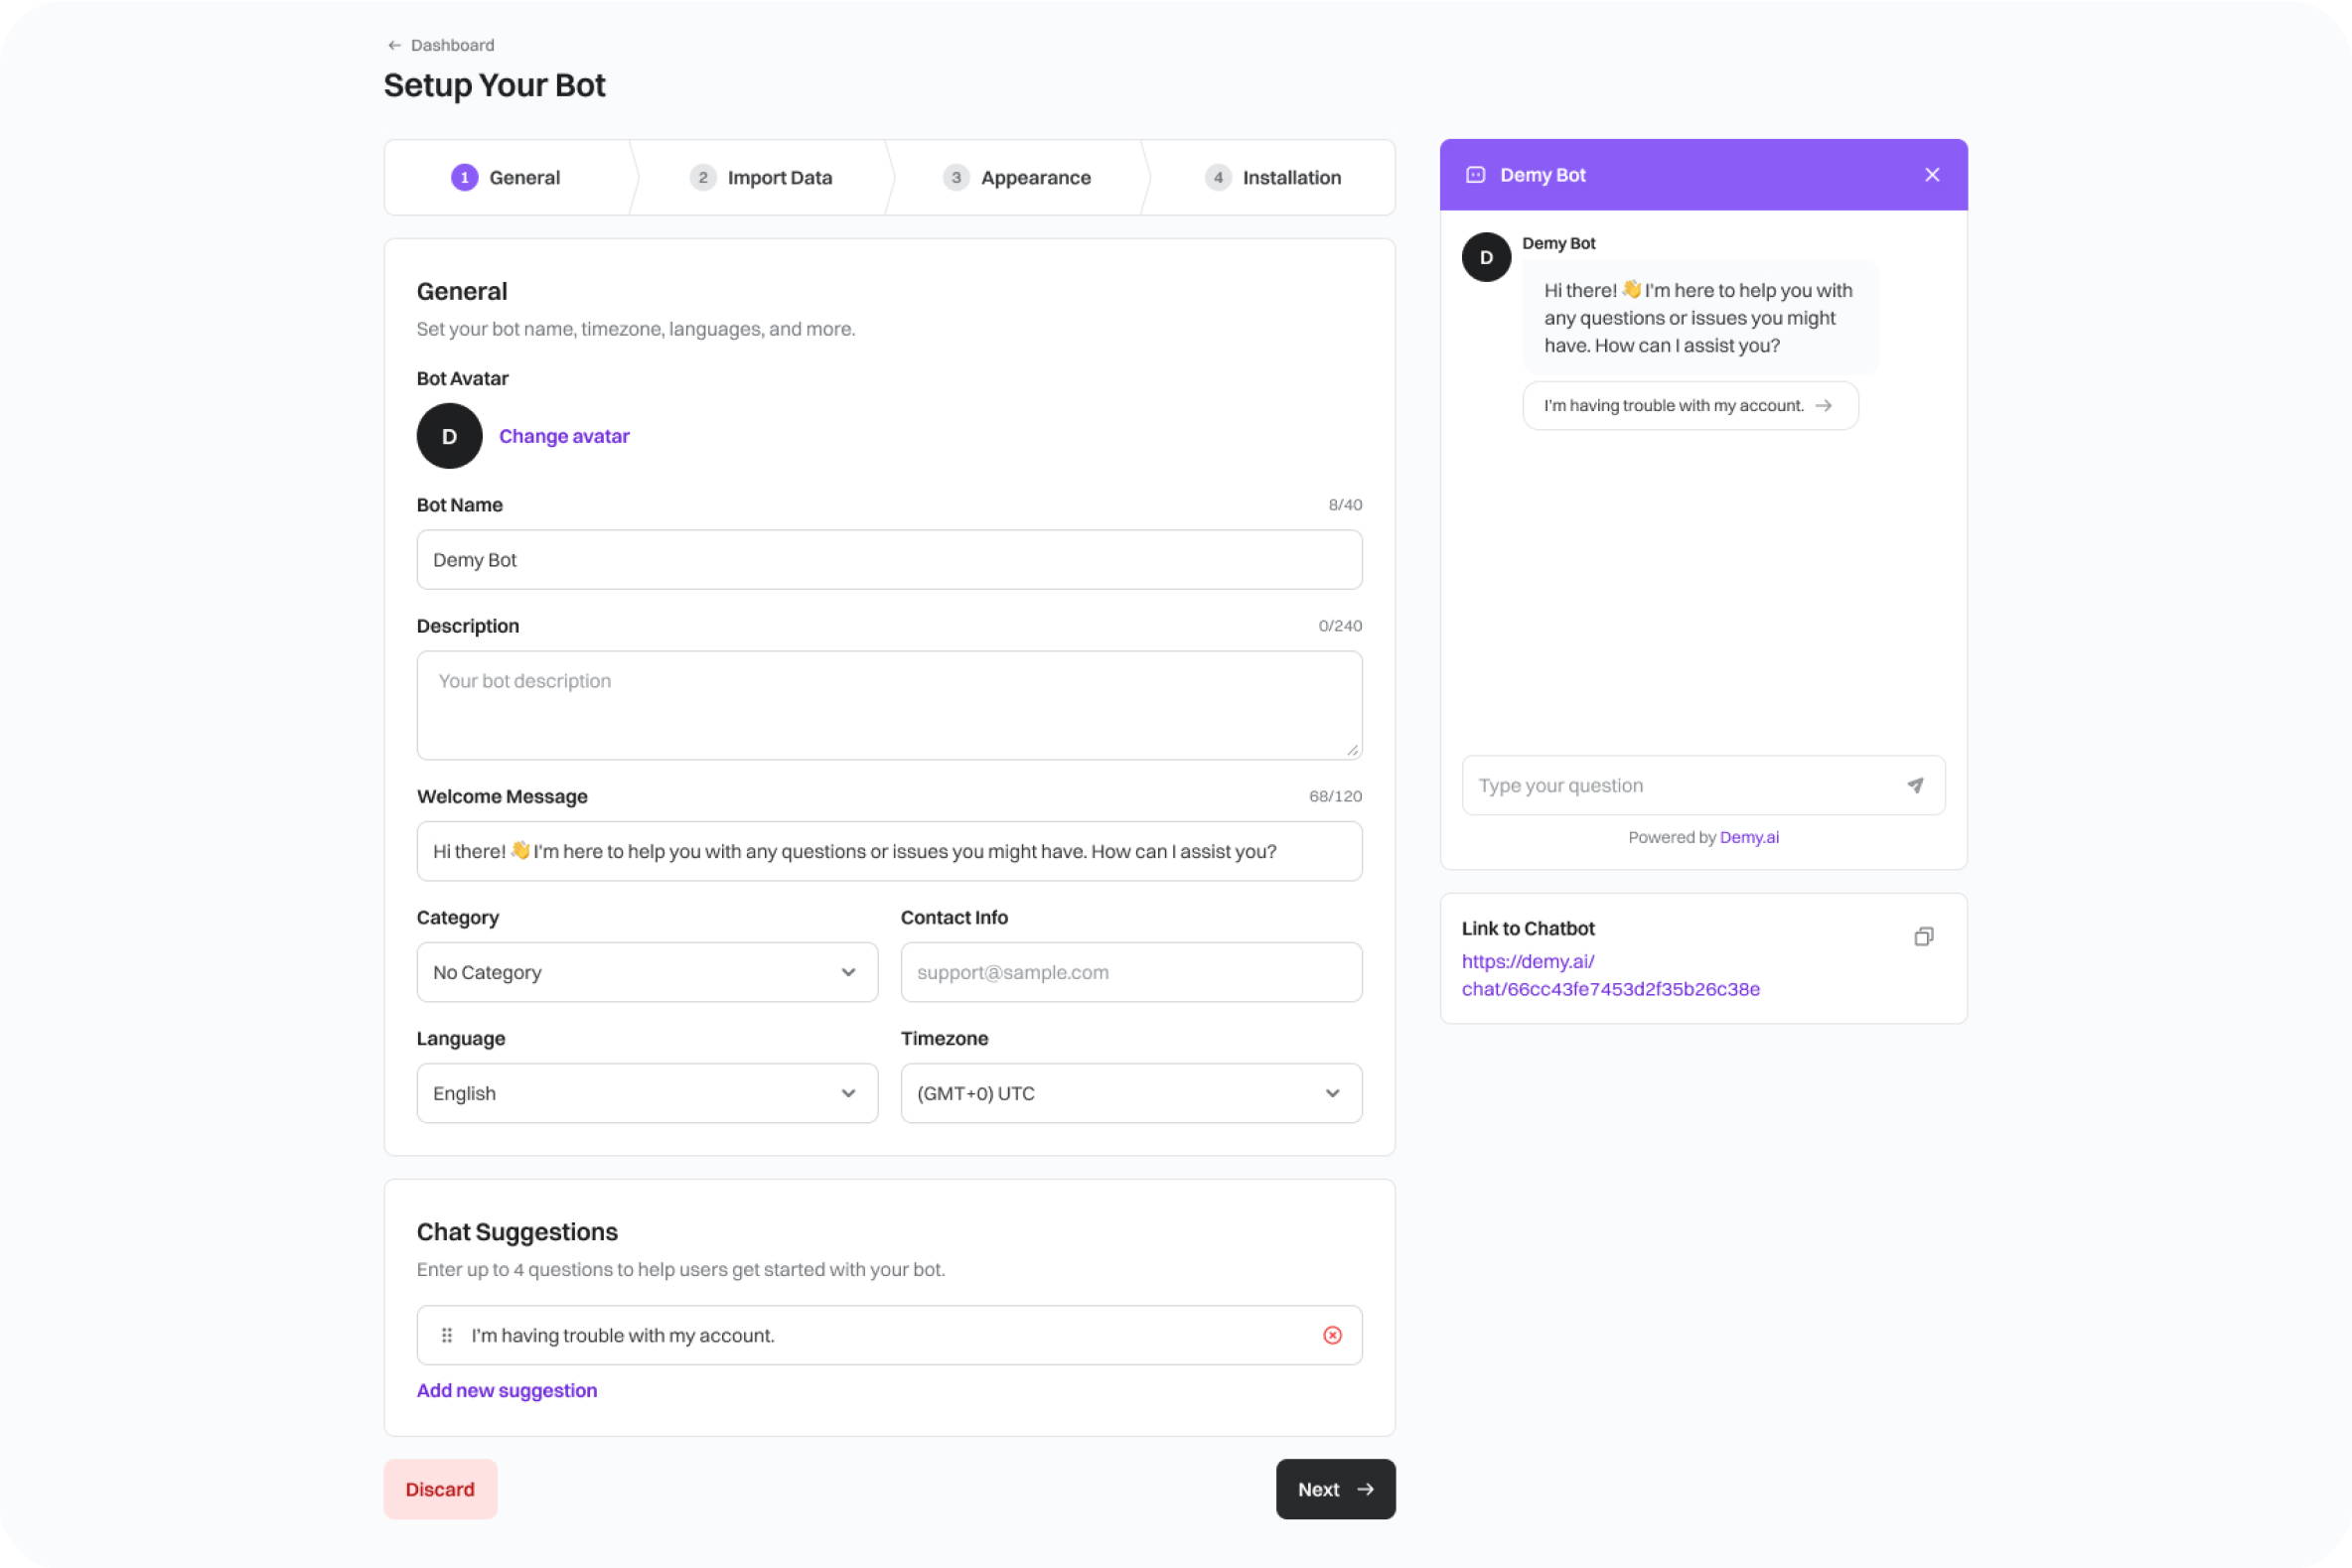 Dashboard
Setup Your Bot
1 General
2 Import Data
3 Appearance
4 Installation
General
Set your bot name, timezone, languages, and more.
Bot Avatar
D
Change avatar
Bot Name 8/40
Demy Bot
Description 0/240
Your bot description
Welcome Message 68/120
Hi there! 👋 I'm here to help you with any questions or issues you might have. How can I assist you?
Category
No Category
Contact Info
support@sample.com
Language
English
Timezone
(GMT+0) UTC
Chat Suggestions
Enter up to 4 questions to help users get started with your bot.
I'm having trouble with my account.
Add new suggestion
Discard
Next
Demy Bot
D
Demy Bot
Hi there! 👋 I'm here to help you with
any questions or issues you might
have. How can I assist you?
I'm having trouble with my account.
Type your question
Powered by Demy.ai
Link to Chatbot
https://demy.ai/
chat/66cc43fe7453d2f35b26c38e